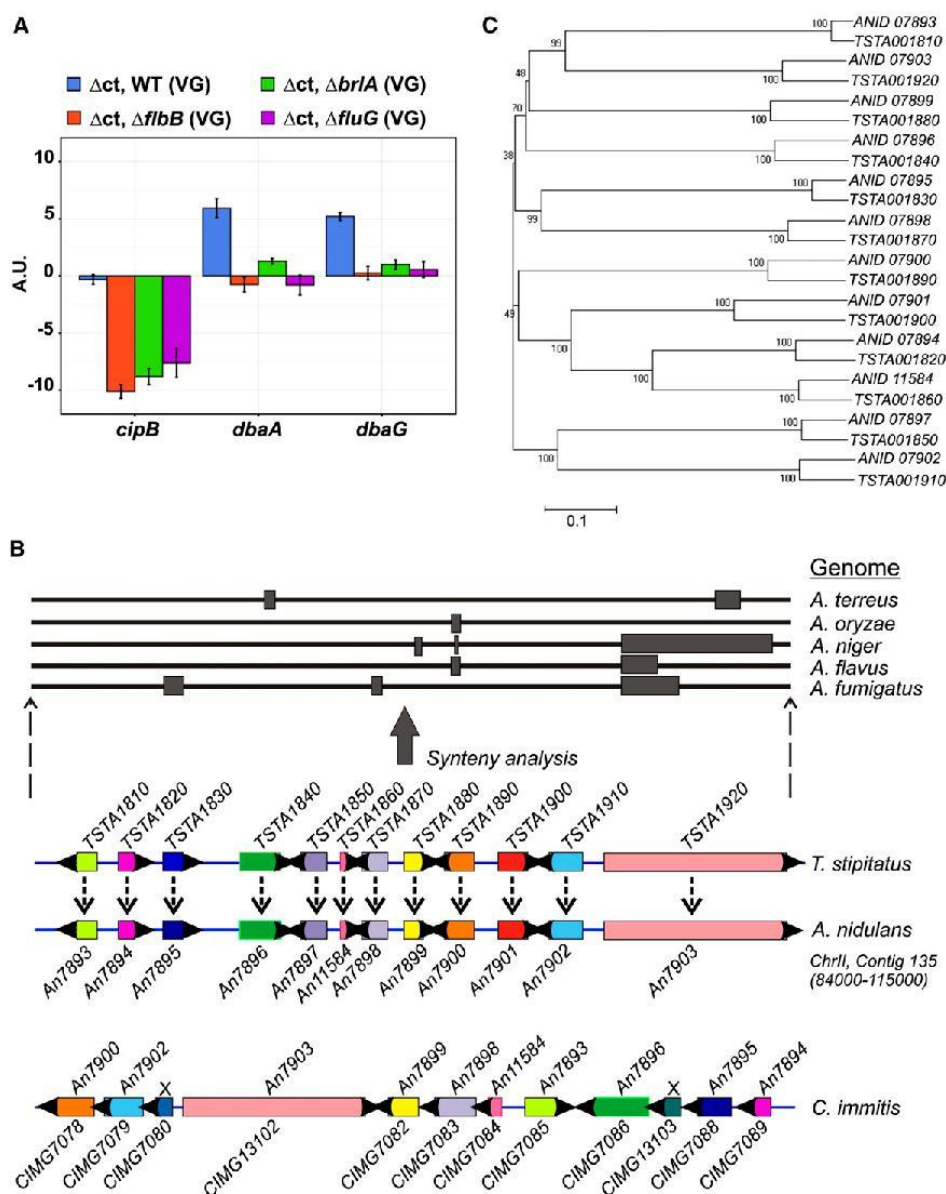 A
Δct, WT (VG)
Δct, ΔbrlA (VG)
Δct, ΔflbB (VG)
Δct, ΔfluG (VG)
A.U.
10
5
0
-5
-10
cipB
dbaA
dbaG
C
100
ANID 07893
TSTA001810
99
100
ANID 07903
TSTA001920
48
100
ANID 07899
TSTA001880
70
100
ANID 07896
TSTA001840
38
100
ANID 07895
TSTA001830
99
100
ANID 07898
TSTA001870
100
ANID 07900
TSTA001890
49
100
ANID 07901
TSTA001900
100
100
ANID 07894
TSTA001820
100
100
ANID 11584
TSTA001860
100
ANID 07897
TSTA001850
100
100
ANID 07902
TSTA001910
0.1
B
Genome
A. terreus
A. oryzae
A. niger
A. flavus
A. fumigatus
Synteny analysis
TSTA1810
TSTA1820
TSTA1830
TSTA1840
TSTA1850
TSTA1860
TSTA1870
TSTA1880
TSTA1890
TSTA1900
TSTA1910
TSTA1920
T. stipitatus
A. nidulans
An7893
An7894
An7895
An7896
An7897
An11584
An7898
An7899
An7900
An7901
An7902
An7903
ChrII, Contig 135
(84000-115000)
An7900
An7902
X
An7903
An7899
An7898
An11584
An7893
An7896
X
An7895
An7894
C. immitis
CIMG7078
CIMG7079
CIMG7080
CIMG13102
CIMG7082
CIMG7083
CIMG7084
CIMG7085
CIMG7086
CIMG13103
CIMG7088
CIMG7089